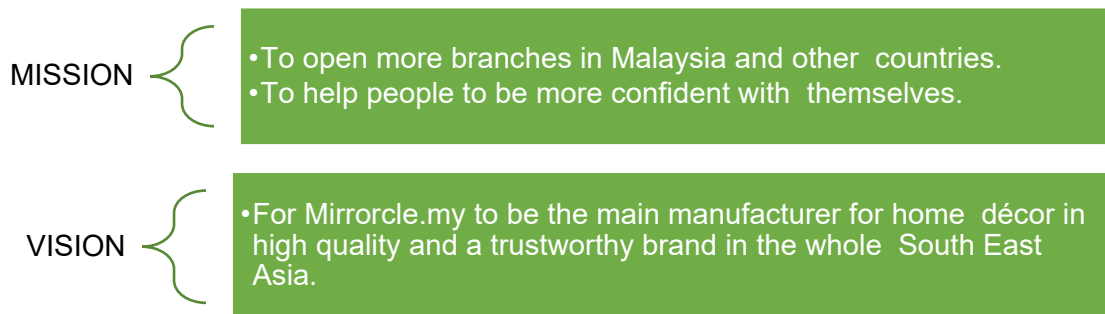 MISSION
•To open more branches in Malaysia and other countries.
•To help people to be more confident with themselves.
VISION
•For Mirrorcle.my to be the main manufacturer for home décor in
high quality and a trustworthy brand in the whole South East
Asia.